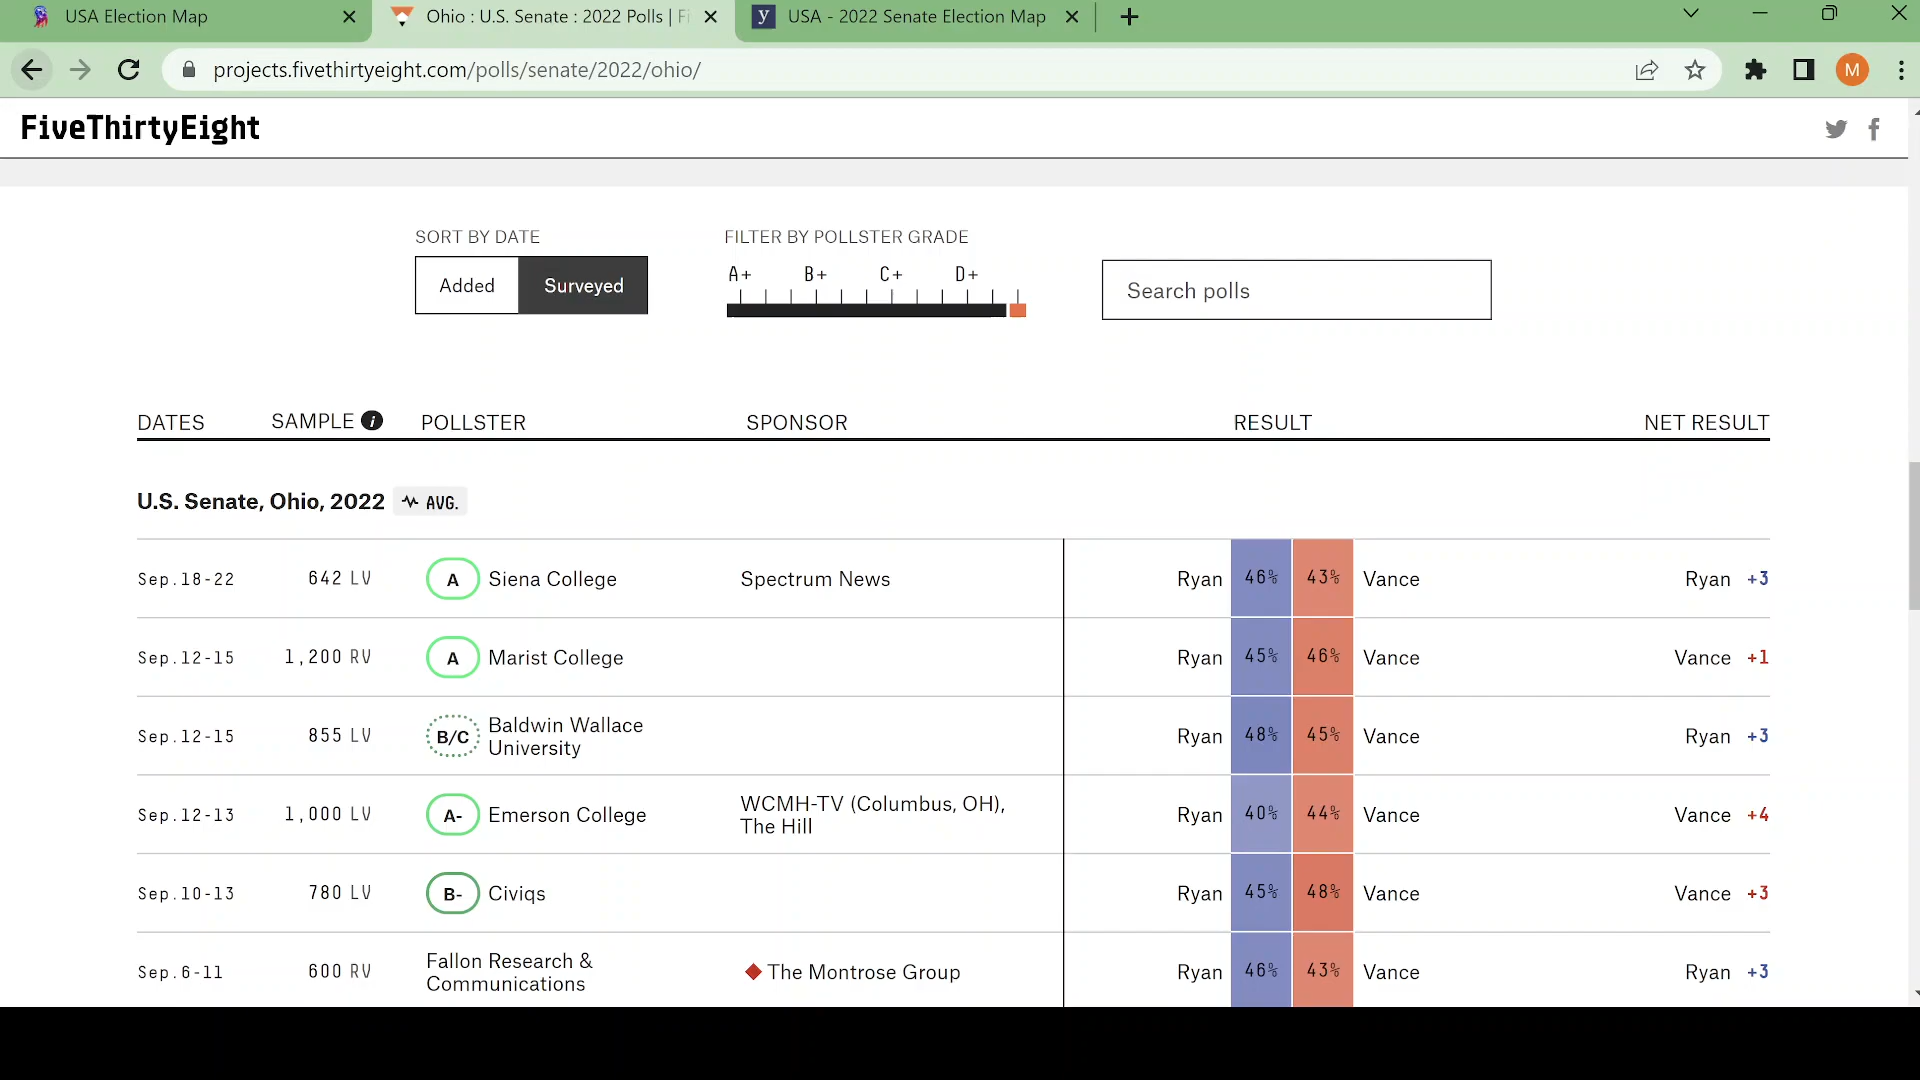 USA Election Map
Ohio : U.S. Senate : 2022 Polls | Fi
y USA - 2022 Senate Election Map
projects.fivethirtyeight.com/polls/senate/2022/ohio/
M
FiveThirtyEight
SORT BY DATE
Added Surveyed
FILTER BY POLLSTER GRADE
A+ B+ C+ D+
Search polls
DATES SAMPLE i POLLSTER SPONSOR RESULT NET RESULT
U.S. Senate, Ohio, 2022 AVG.
Sep.18-22 642 LV A Siena College Spectrum News Ryan 46% 43% Vance Ryan +3
Sep.12-15 1,200 RV A Marist College Ryan 45% 46% Vance Vance +1
Sep.12-15 855 LV B/C Baldwin Wallace
University Ryan 48% 45% Vance Ryan +3
Sep.12-13 1,000 LV A- Emerson College WCMH-TV (Columbus, OH),
The Hill Ryan 40% 44% Vance Vance +4
Sep.10-13 780 LV B- Civiqs Ryan 45% 48% Vance Vance +3
Sep.6-11 600 RV Fallon Research &
Communications The Montrose Group Ryan 46% 43% Vance Ryan +3